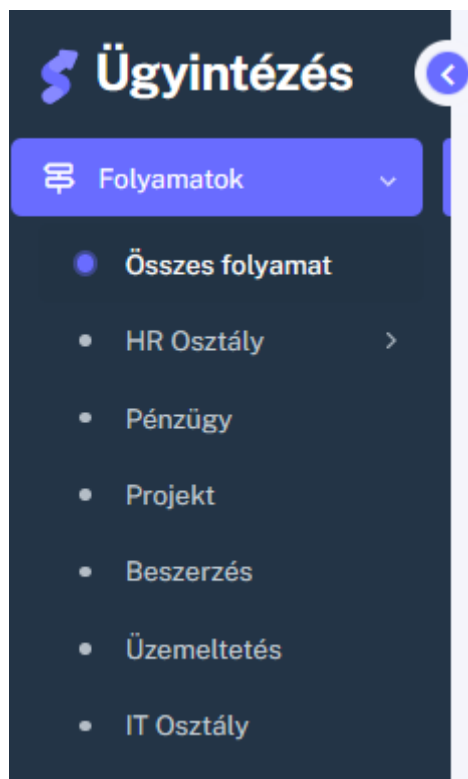 Ügyintézés
Folyamatok
Összes folyamat
HR Osztály
Pénzügy
Projekt
Beszerzés
Üzemeltetés
IT Osztály